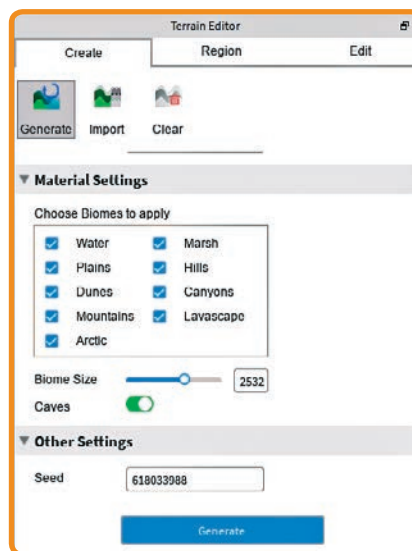 Terrain Editor
Create Region Edit
Generate Import Clear
Material Settings
Choose Biomes to apply
Water Marsh
Plains Hills
Dunes Canyons
Mountains Lavascape
Arctic
Biome Size 2532
Caves
Other Settings
Seed 618033988
Generate